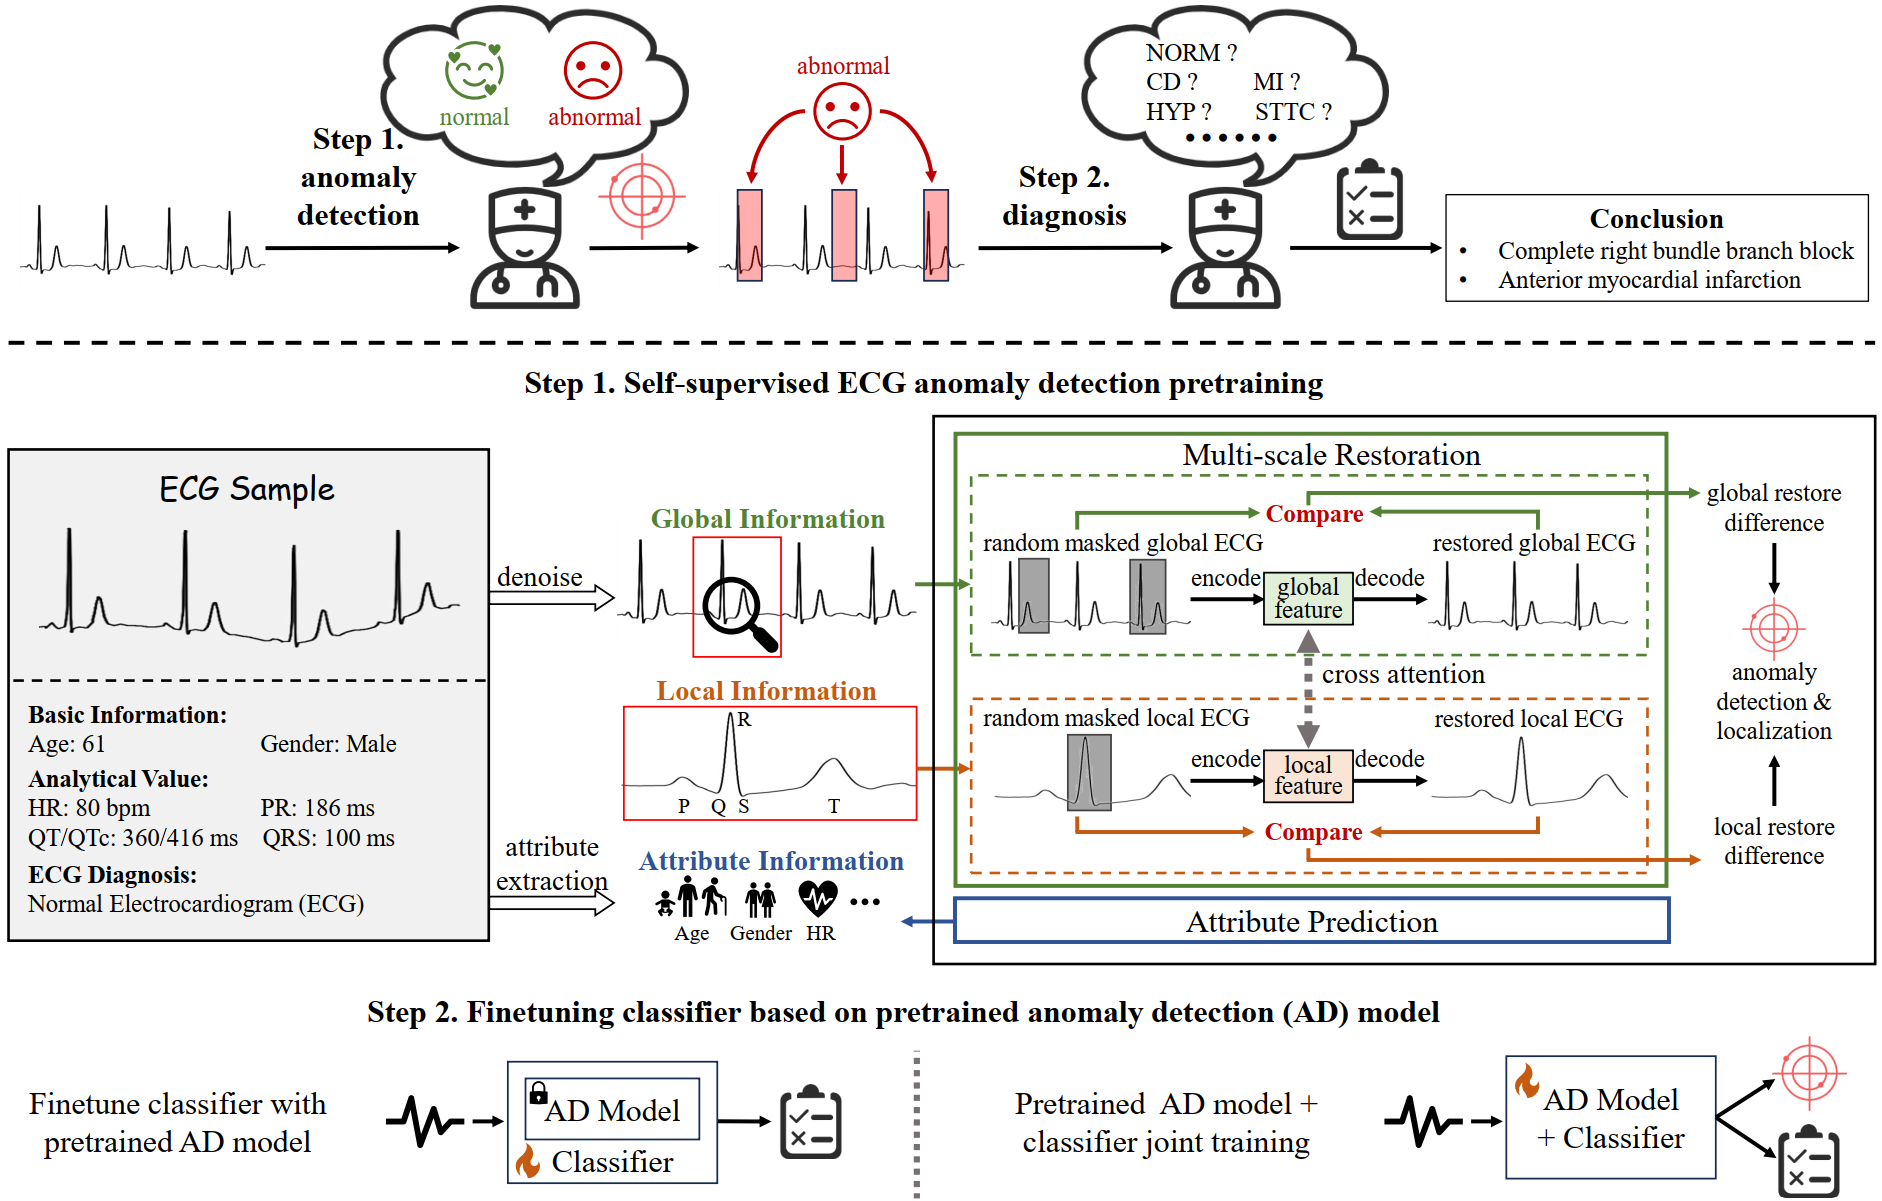 normal
abnormal
Step 1.
anomaly
detection
abnormal
Step 2.
diagnosis
NORM ?
CD ? MI ?
HYP ? STTC ?
••••••
Conclusion
• Complete right bundle branch block
• Anterior myocardial infarction
Step 1. Self-supervised ECG anomaly detection pretraining
ECG Sample
Basic Information:
Age: 61 Gender: Male
Analytical Value:
HR: 80 bpm PR: 186 ms
QT/QTc: 360/416 ms QRS: 100 ms
ECG Diagnosis:
Normal Electrocardiogram (ECG)
denoise
attribute
extraction
Global Information
Local Information
R
P Q S T
Attribute Information
•••
Age Gender HR
Multi-scale Restoration
Compare
random masked global ECG
restored global ECG
encode
global
feature
decode
cross attention
random masked local ECG
restored local ECG
encode
local
feature
decode
Compare
Attribute Prediction
global restore
difference
anomaly
detection &
localization
local restore
difference
Step 2. Finetuning classifier based on pretrained anomaly detection (AD) model
Finetune classifier with
pretrained AD model
AD Model
Classifier
Pretrained AD model +
classifier joint training
AD Model
+ Classifier